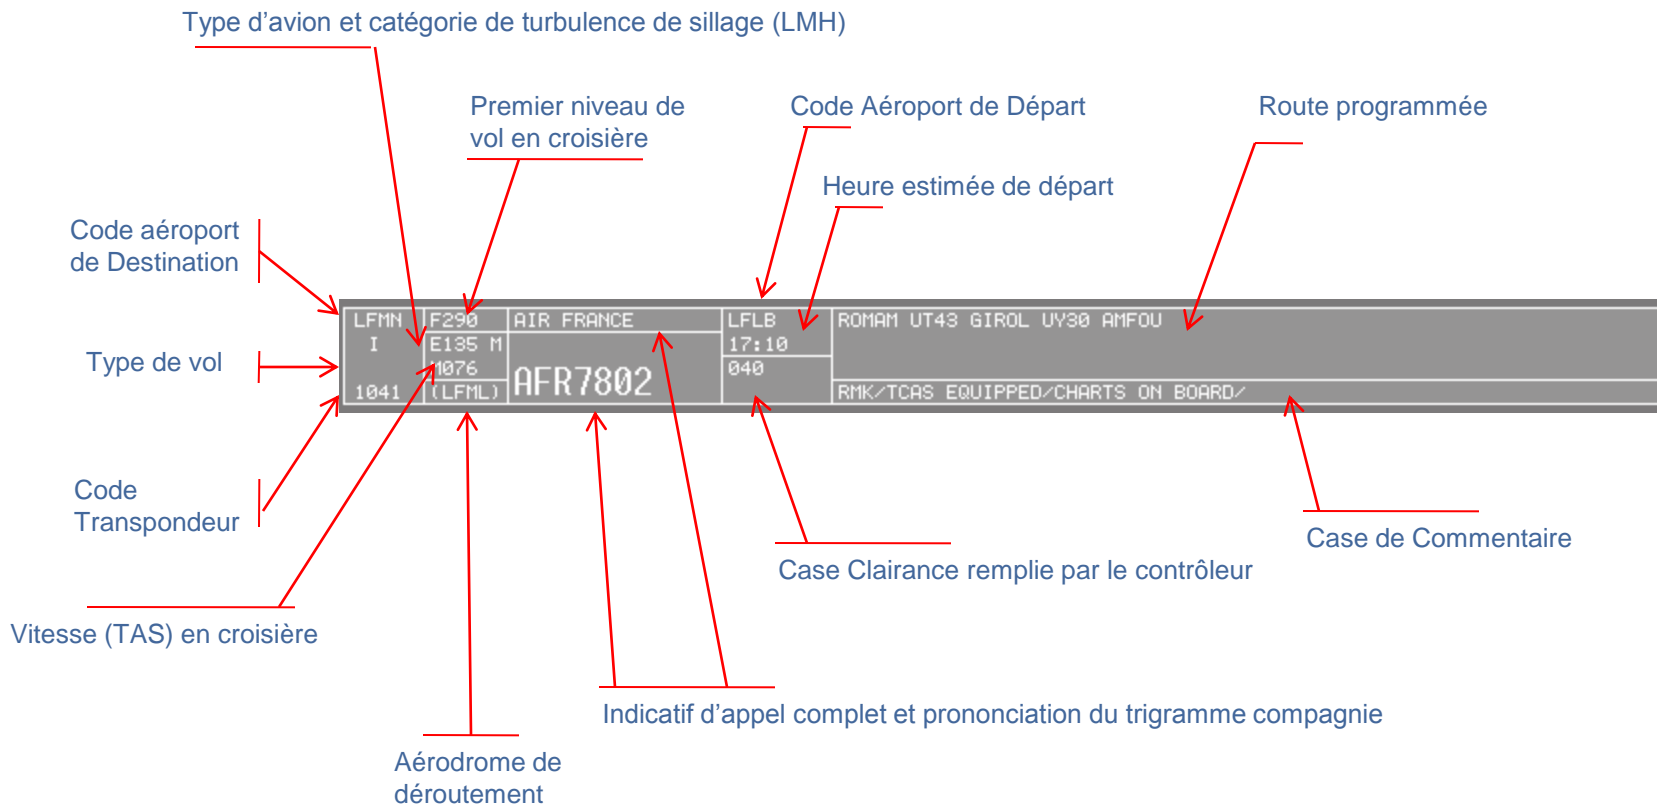 Type d’avion et catégorie de turbulence de sillage (LMH)
Premier niveau de
vol en croisière
Code Aéroport de Départ
Route programmée
Heure estimée de départ
Code aéroport
de Destination
Type de vol
Code
Transpondeur
Vitesse (TAS) en croisière
LFMN
I
1041
F290
E135 M
M076
(LFML)
AIR FRANCE
AFR7802
LFLB
17:10
040
ROMAM UT43 GIROL UY30 AMFOU
RMK/TCAS EQUIPPED/CHARTS ON BOARD/
Case de Commentaire
Case Clairance remplie par le contrôleur
Indicatif d’appel complet et prononciation du trigramme compagnie
Aérodrome de
déroutement